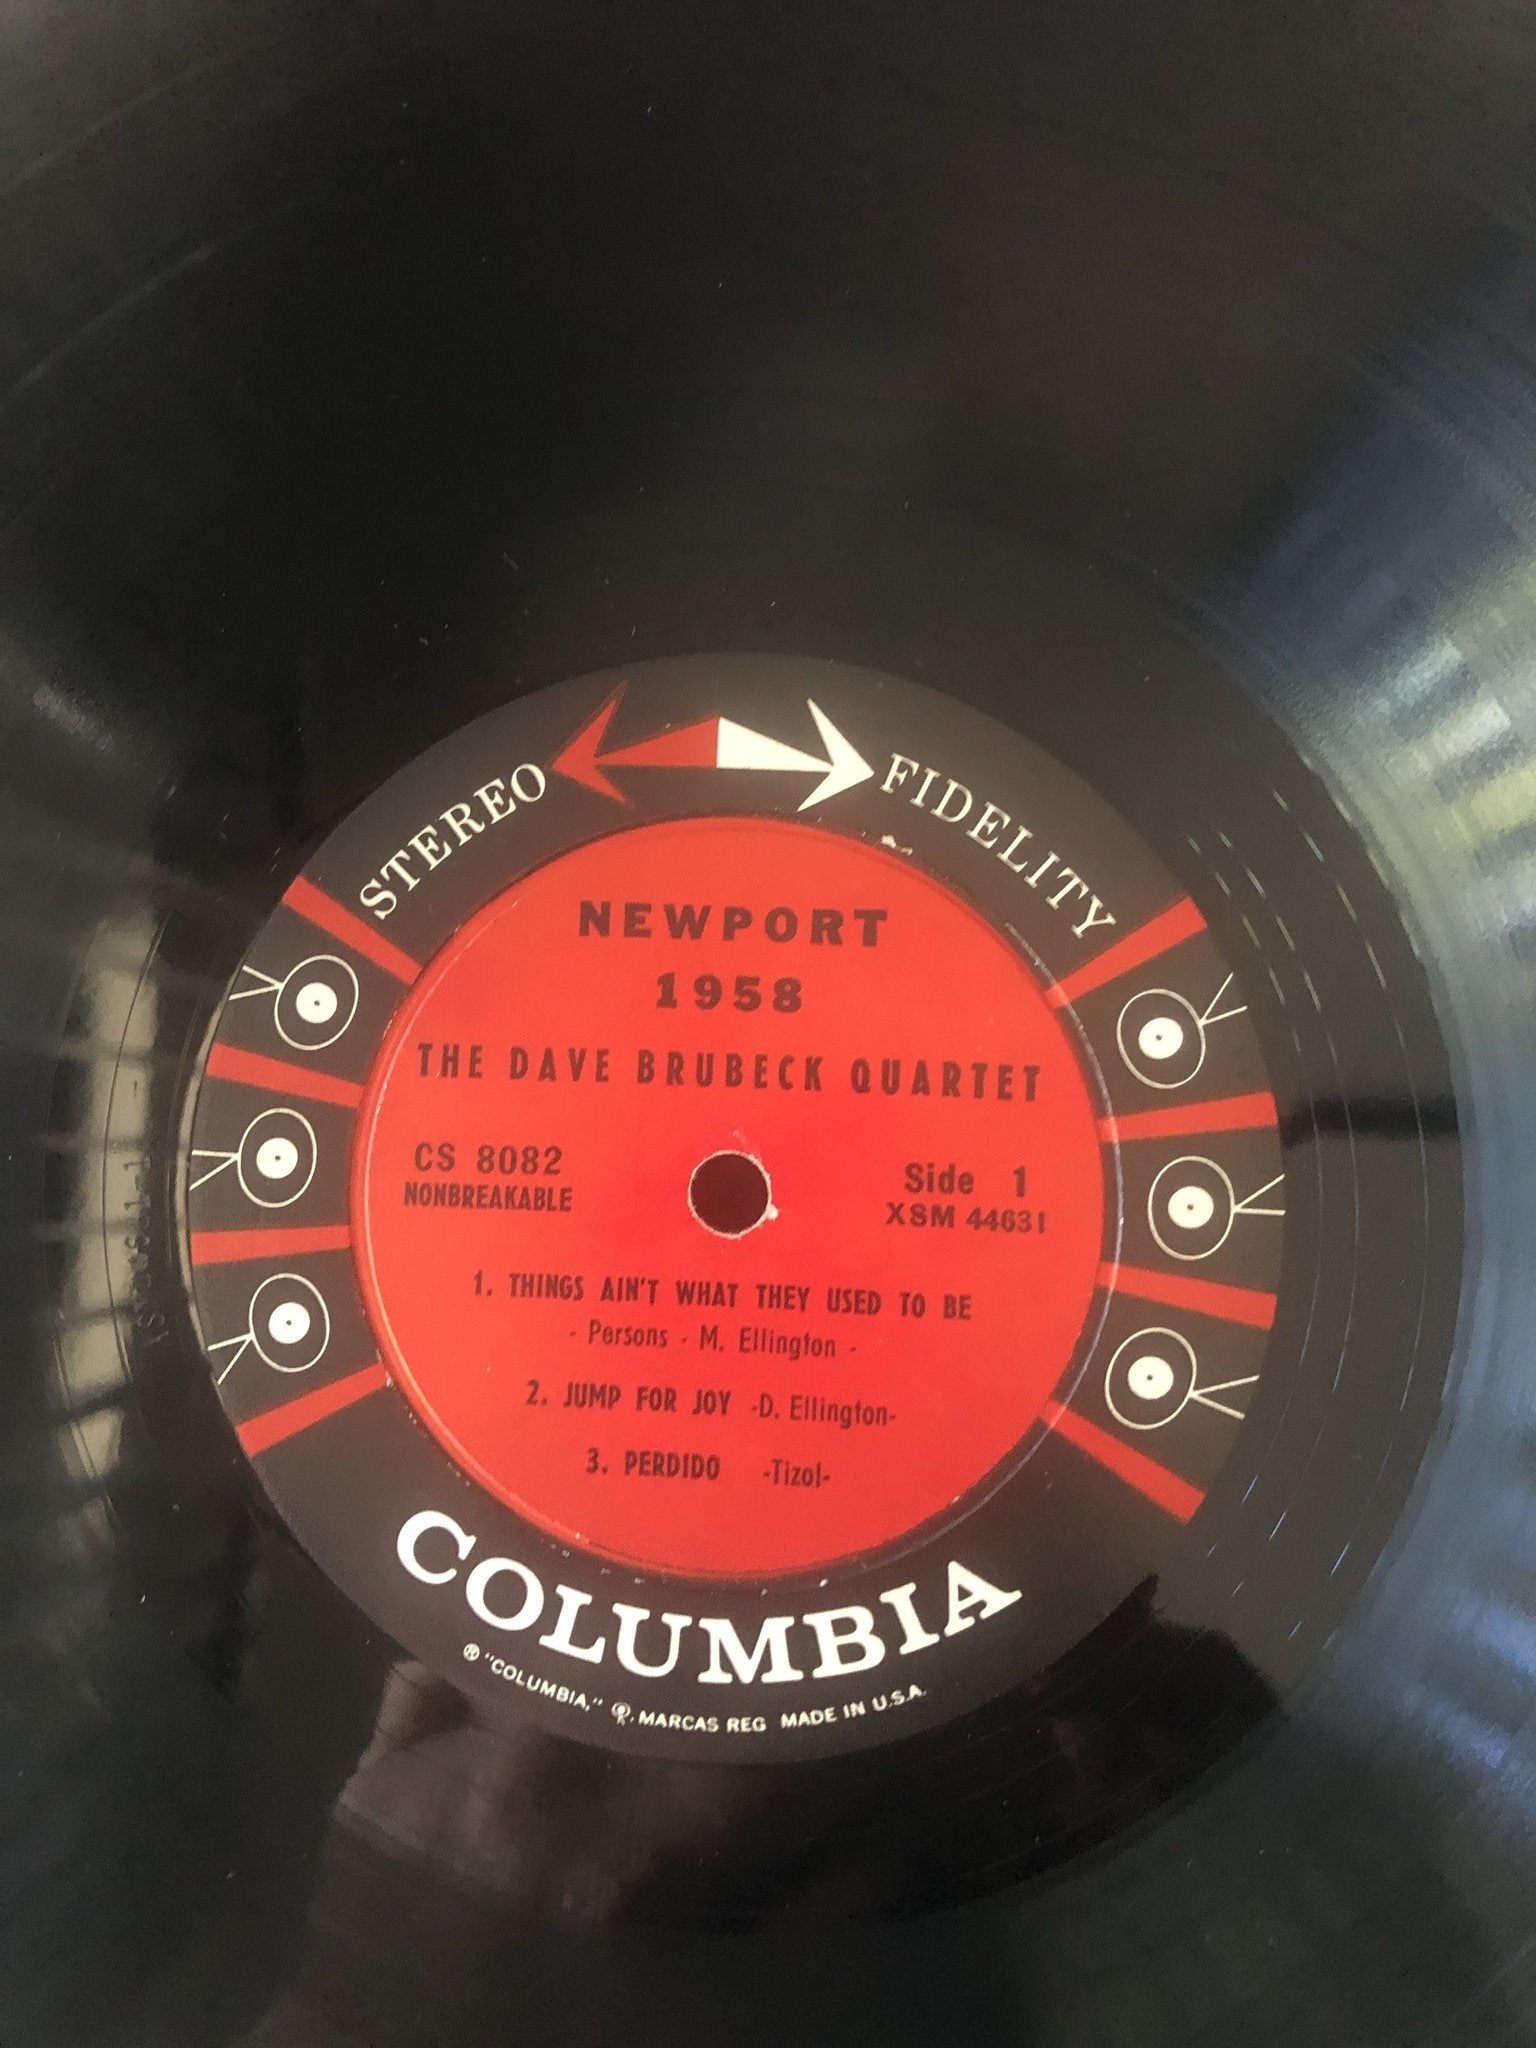 STEREO FIDELITY
NEWPORT
1958
THE DAVE BRUBECK QUARTET
CS 8082 Side 1
NONBREAKABLE XSM 44631
1. THINGS AIN'T WHAT THEY USED TO BE
- Persons - M. Ellington -
2. JUMP FOR JOY -D. Ellington-
3. PERDIDO -Tizol-
COLUMBIA
® "COLUMBIA," MARCAS REG MADE IN U.S.A.